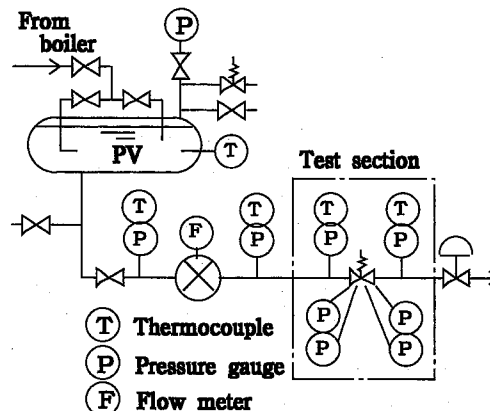 From
boiler
P
PV
T
Test section
T
T
T
T
P
F
P
P
P
P
P
P
P
T Thermocouple
P Pressure gauge
F Flow meter